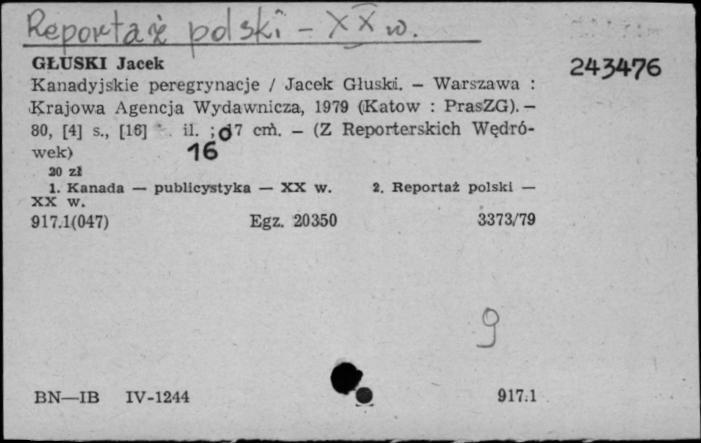 Reportaż polski - XX w.
GŁUSKI Jacek
243476
Kanadyjskie peregrynacje / Jacek Głuski. — Warszawa :
Krajowa Agencja Wydawnicza, 1979 (Katow : PrasZG). —
80, [4] s., [16] il. ; 17 cm. — (Z Reporterskich Wędró-
wek)
16
20 zł
1. Kanada — publicystyka — XX w. 2. Reportaż polski —
XX w.
917.1(047) Egz. 20350 3373/79
g
BN—IB IV-1244 917.1